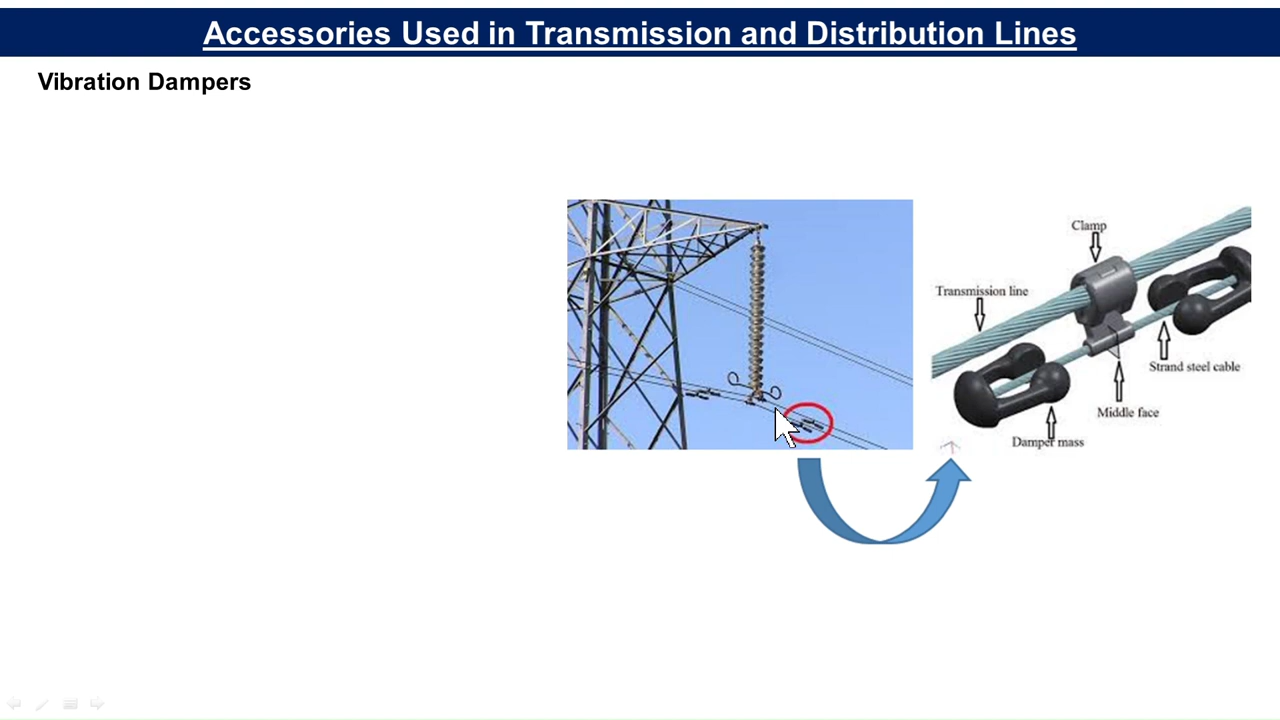 Accessories Used in Transmission and Distribution Lines
Vibration Dampers
Clamp
Transmission line
Strand steel cable
Middle face
Damper mass